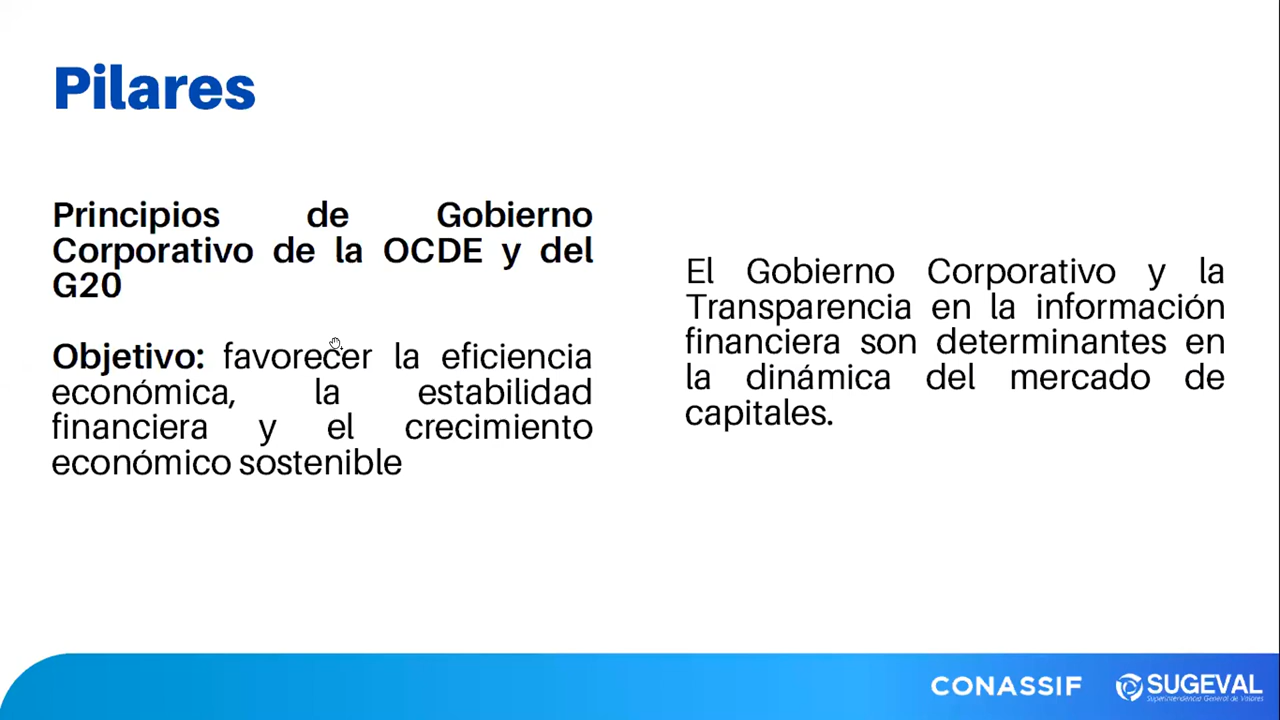 Pilares
Principios de Gobierno
Corporativo de la OCDE y del
G20
Objetivo: favorecer la eficiencia
económica, la estabilidad
financiera y el crecimiento
económico sostenible
El Gobierno Corporativo y la
Transparencia en la información
financiera son determinantes en
la dinámica del mercado de
capitales.
CONASSIF
SUGEVAL
Superintendencia General de Valores